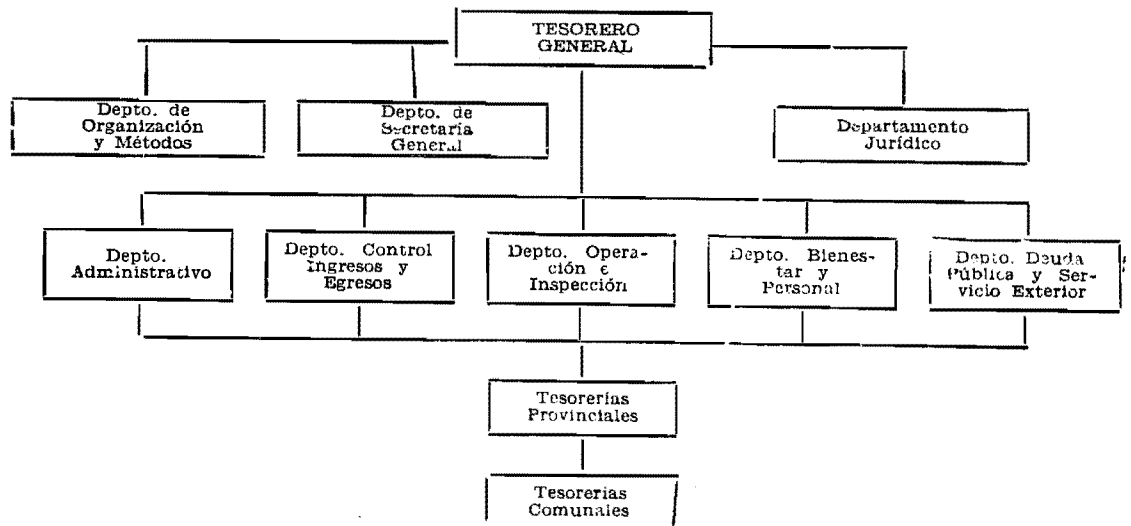 TESORERO
GENERAL
Depto. de
Organización
y Métodos
Depto. de
Secretaría
General
Departamento
Jurídico
Depto.
Administrativo
Depto. Control
Ingresos y
Egresos
Depto. Opera-
ción e
Inspección
Depto. Bienes-
tar y
Personal
Depto. Deuda
Pública y Ser-
vicio Exterior
Tesorerías
Provinciales
Tesorerias
Comunales